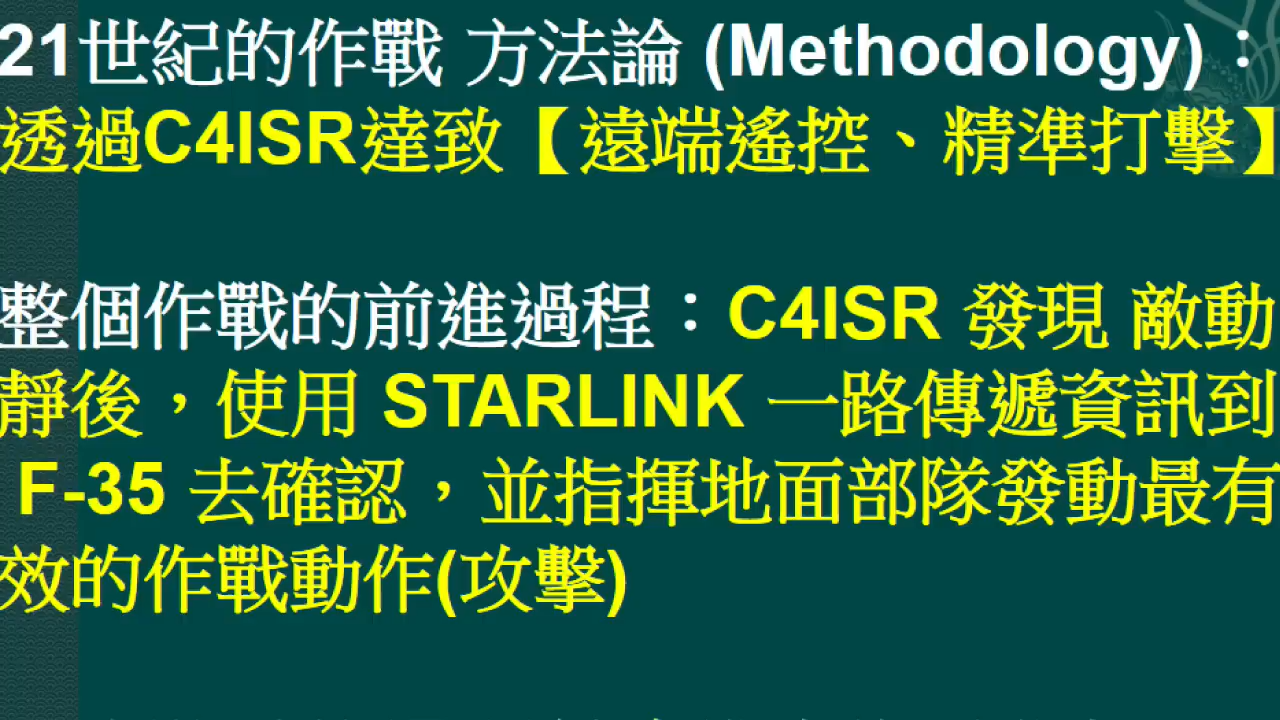 21世紀的作戰 方法論 (Methodology)：
透過C4ISR達致【遠端遙控、精準打擊】
整個作戰的前進過程：C4ISR 發現 敵動
靜後，使用 STARLINK 一路傳遞資訊到
F-35 去確認，並指揮地面部隊發動最有
效的作戰動作(攻擊)